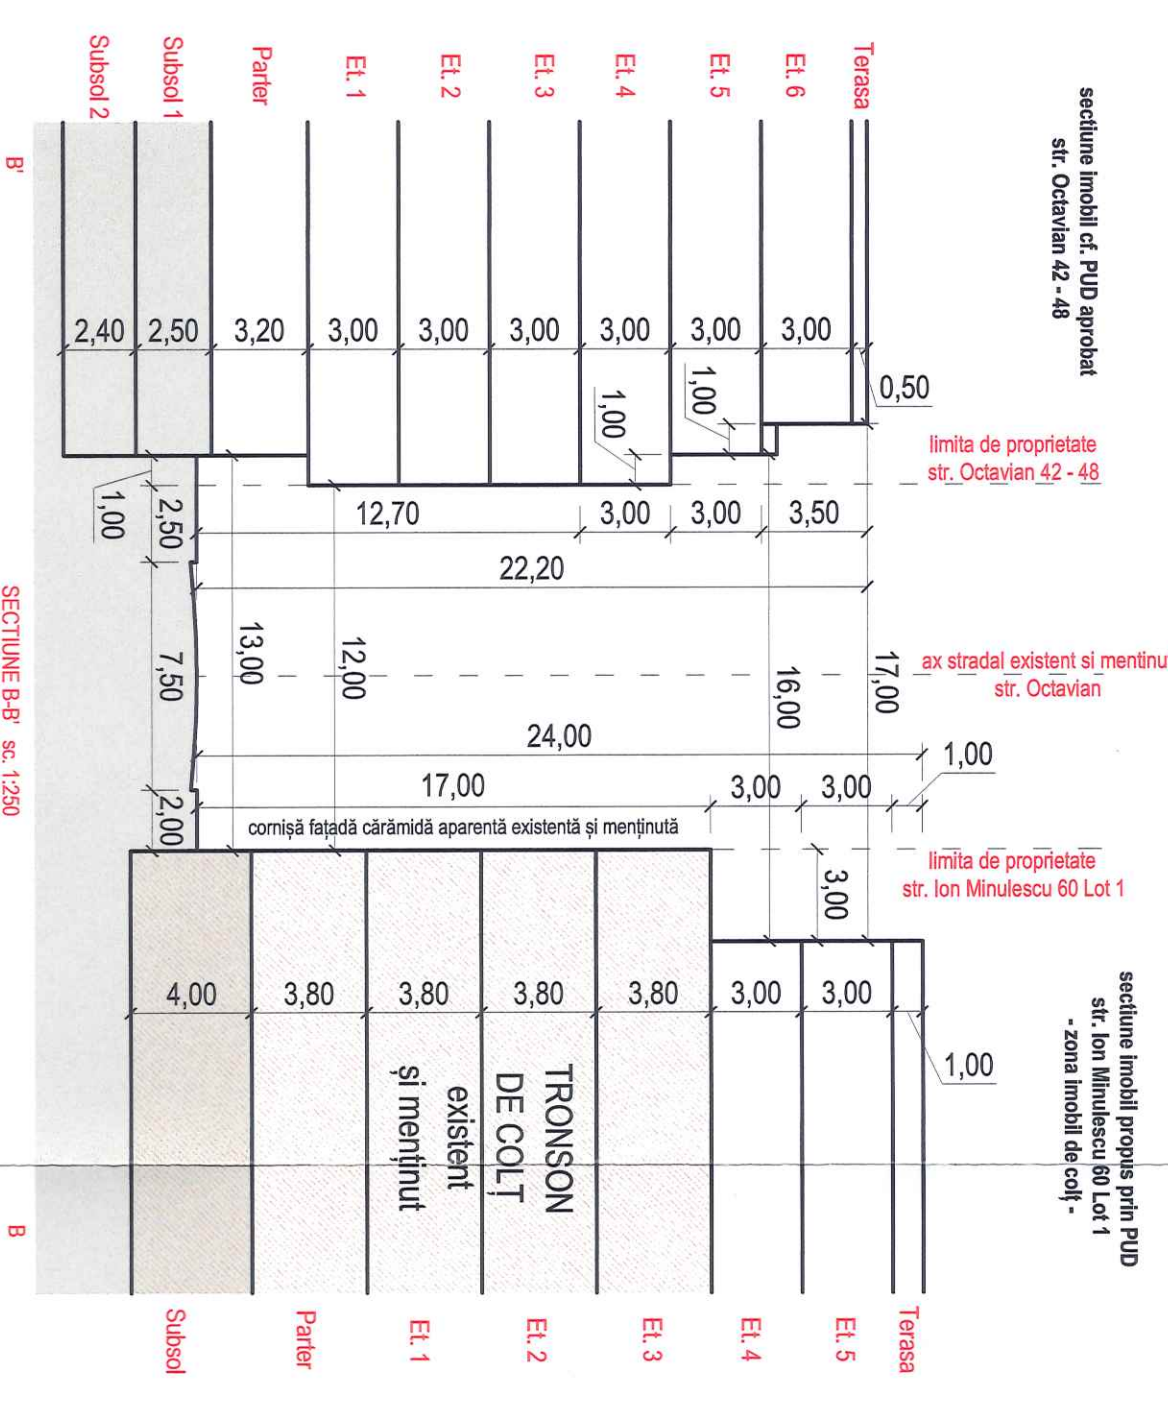 sectiune imobil cf. PUD aprobat
str. Octavian 42 - 48
Terasa
Et. 6
Et. 5
Et. 4
Et. 3
Et. 2
Et. 1
Parter
Subsol 1
Subsol 2
B'
2,40
2,50
3,20
3,00
3,00
3,00
3,00
3,00
3,00
0,50
1,00
1,00
limita de proprietate
str. Octavian 42 - 48
1,00
2,50
12,70
3,00
3,00
3,50
22,20
7,50
13,00
12,00
16,00
17,00
ax stradal existent si mentinu
str. Octavian
24,00
1,00
2,00
17,00
3,00
3,00
cornișă fațadă cărămidă aparentă existentă și menținută
limita de proprietate
str. Ion Minulescu 60 Lot 1
3,00
4,00
3,80
3,80
3,80
3,80
3,00
3,00
1,00
TRONSON
DE COLȚ
existent
și menținut
sectiune imobil propus prin PUD
str. Ion Minulescu 60 Lot 1
- zona imobil de colț -
Terasa
Et. 5
Et. 4
Et. 3
Et. 2
Et. 1
Parter
Subsol
B
SECTIUNE B-B' sc. 1:250